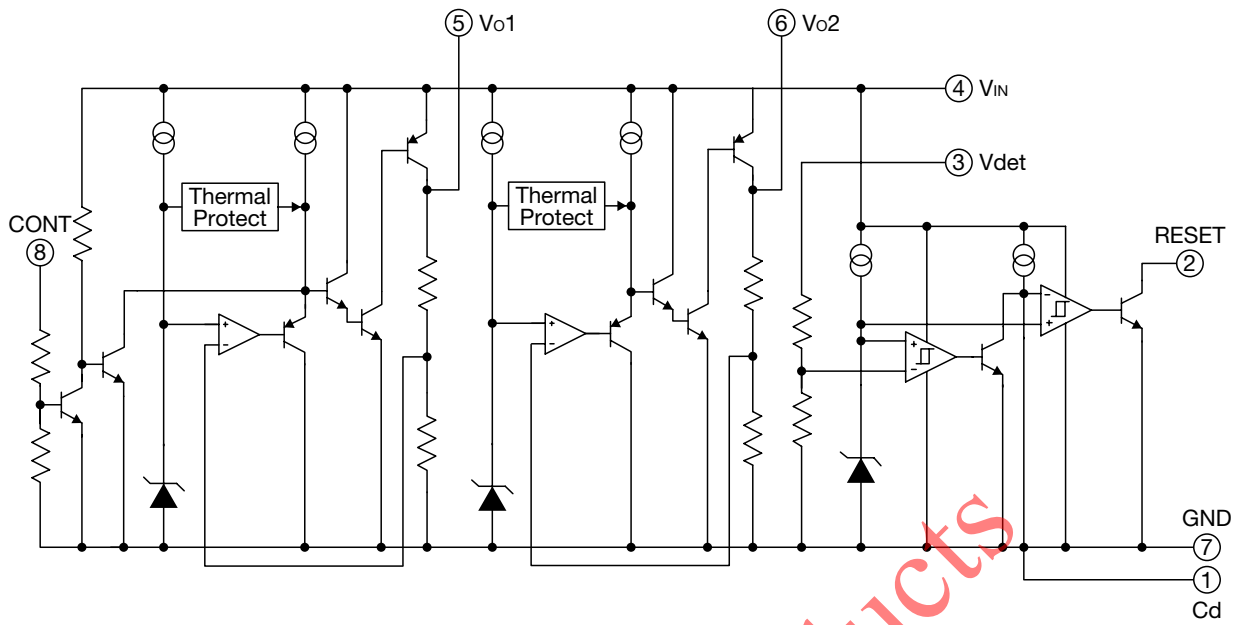 5 Vo1
6 Vo2
4 VIN
3 Vdet
Thermal
Protect
Thermal
Protect
CONT
8
RESET
2
+
−
+
−
+
−
−
+
GND
7
1
Cd
ducts